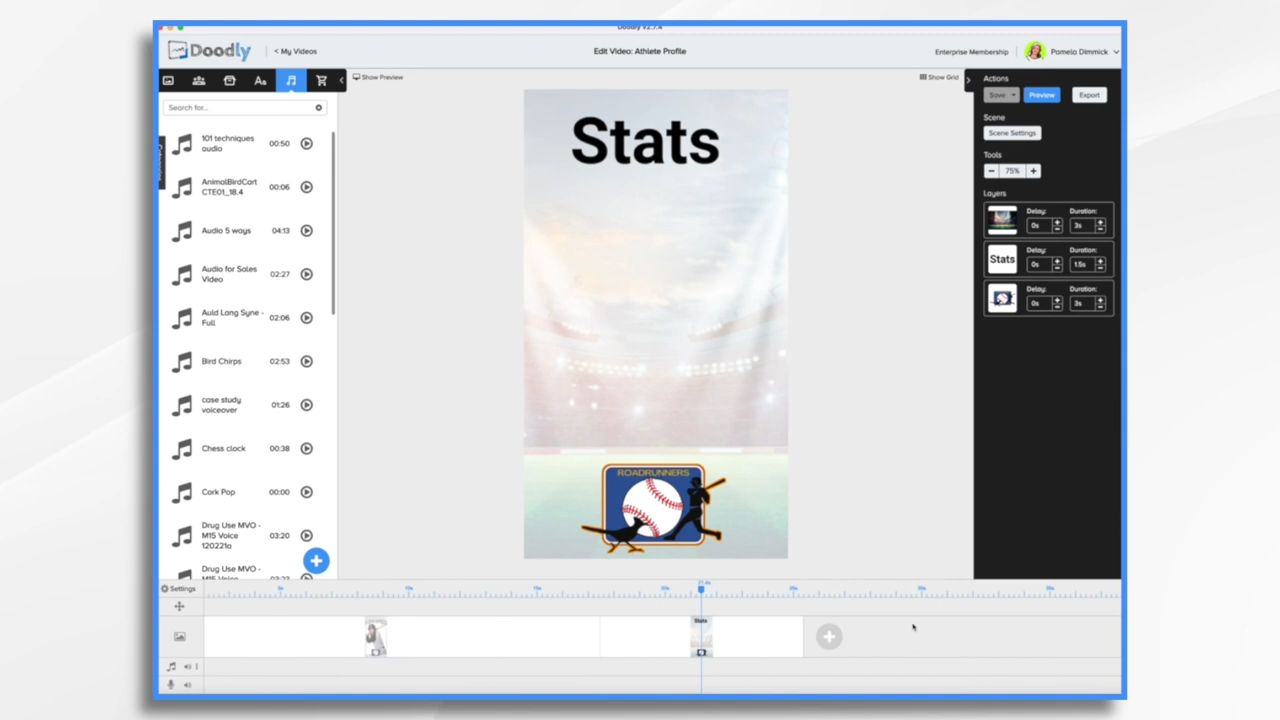 Doodly V2.7.4
Doodly
< My Videos
Edit Video: Athlete Profile
Enterprise Membership
Pamela Dimmick
Show Preview
Show Grid
Search for...
101 techniques audio 00:50
AnimalBirdCart CTE01_18.4 00:06
Audio 5 ways 04:13
Audio for Sales Video 02:27
Auld Lang Syne - Full 02:06
Bird Chirps 02:53
case study voiceover 01:26
Chess clock 00:38
Cork Pop 00:00
Drug Use MVO - M15 Voice 120221a 03:20
Stats
ROADRUNNERS
Actions
Save
Preview
Export
Scene
Scene Settings
Tools
75%
Layers
Delay: Duration:
0s 3s
Stats
Delay: Duration:
0s 1.5s
Delay: Duration:
0s 3s
Settings
Stats